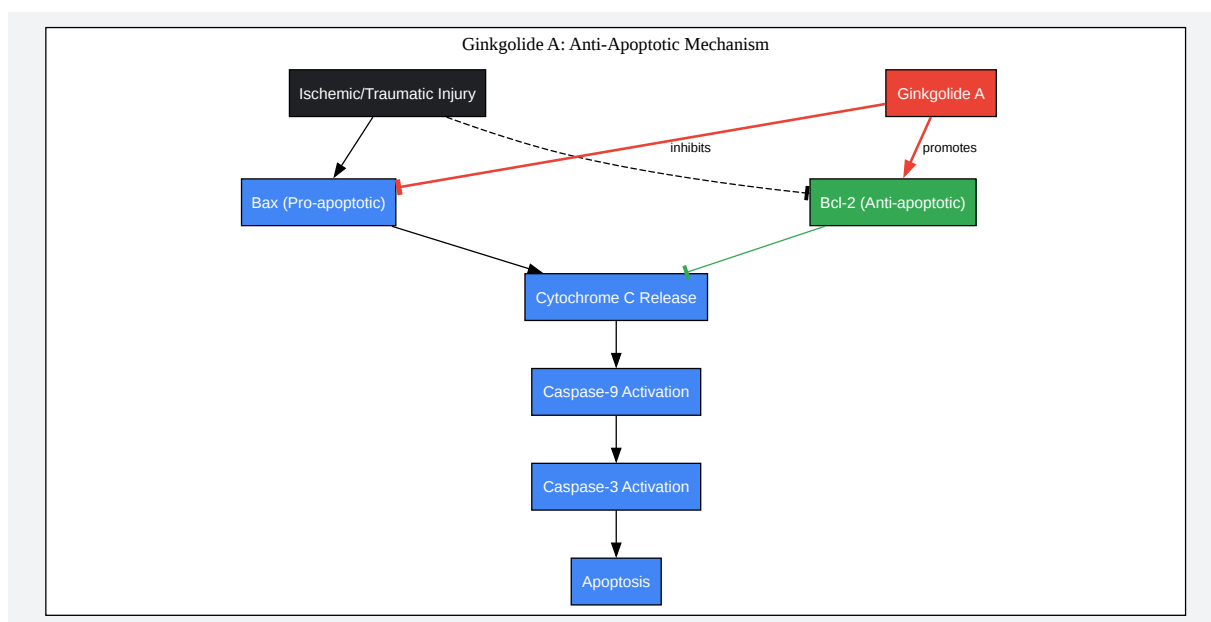 Ginkgolide A: Anti-Apoptotic Mechanism
Ischemic/Traumatic Injury
Ginkgolide A
inhibits
promotes
Bax (Pro-apoptotic)
Bcl-2 (Anti-apoptotic)
Cytochrome C Release
Caspase-9 Activation
Caspase-3 Activation
Apoptosis